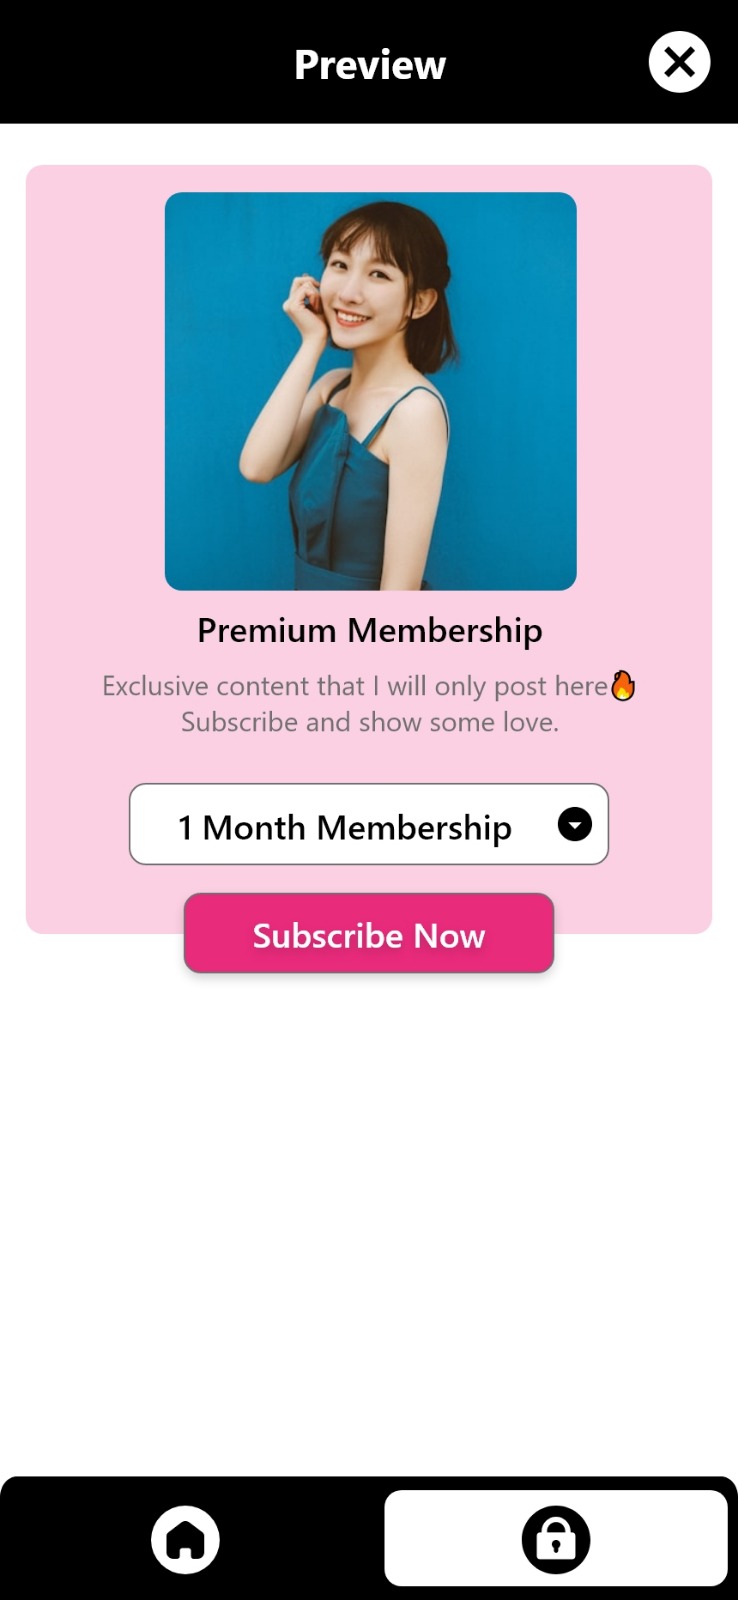 Preview
Premium Membership
Exclusive content that I will only post here🔥
Subscribe and show some love.
1 Month Membership
Subscribe Now